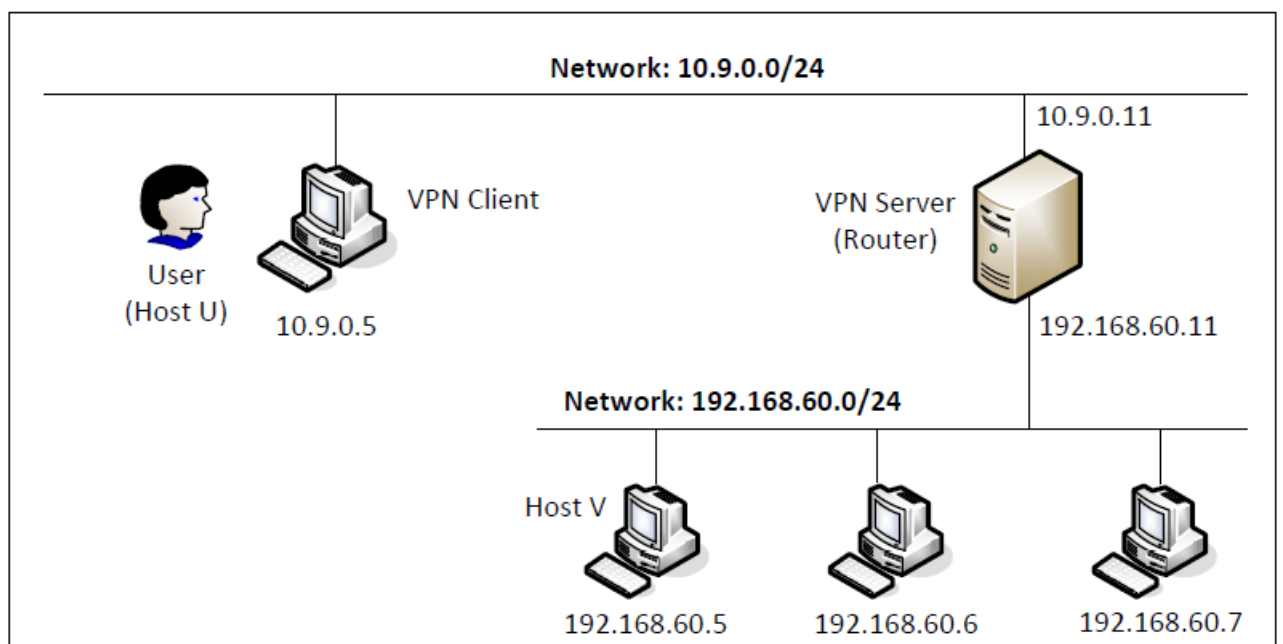 Network: 10.9.0.0/24
10.9.0.11
VPN Client
VPN Server
(Router)
User
(Host U)
10.9.0.5
192.168.60.11
Network: 192.168.60.0/24
Host V
192.168.60.5
192.168.60.6
192.168.60.7